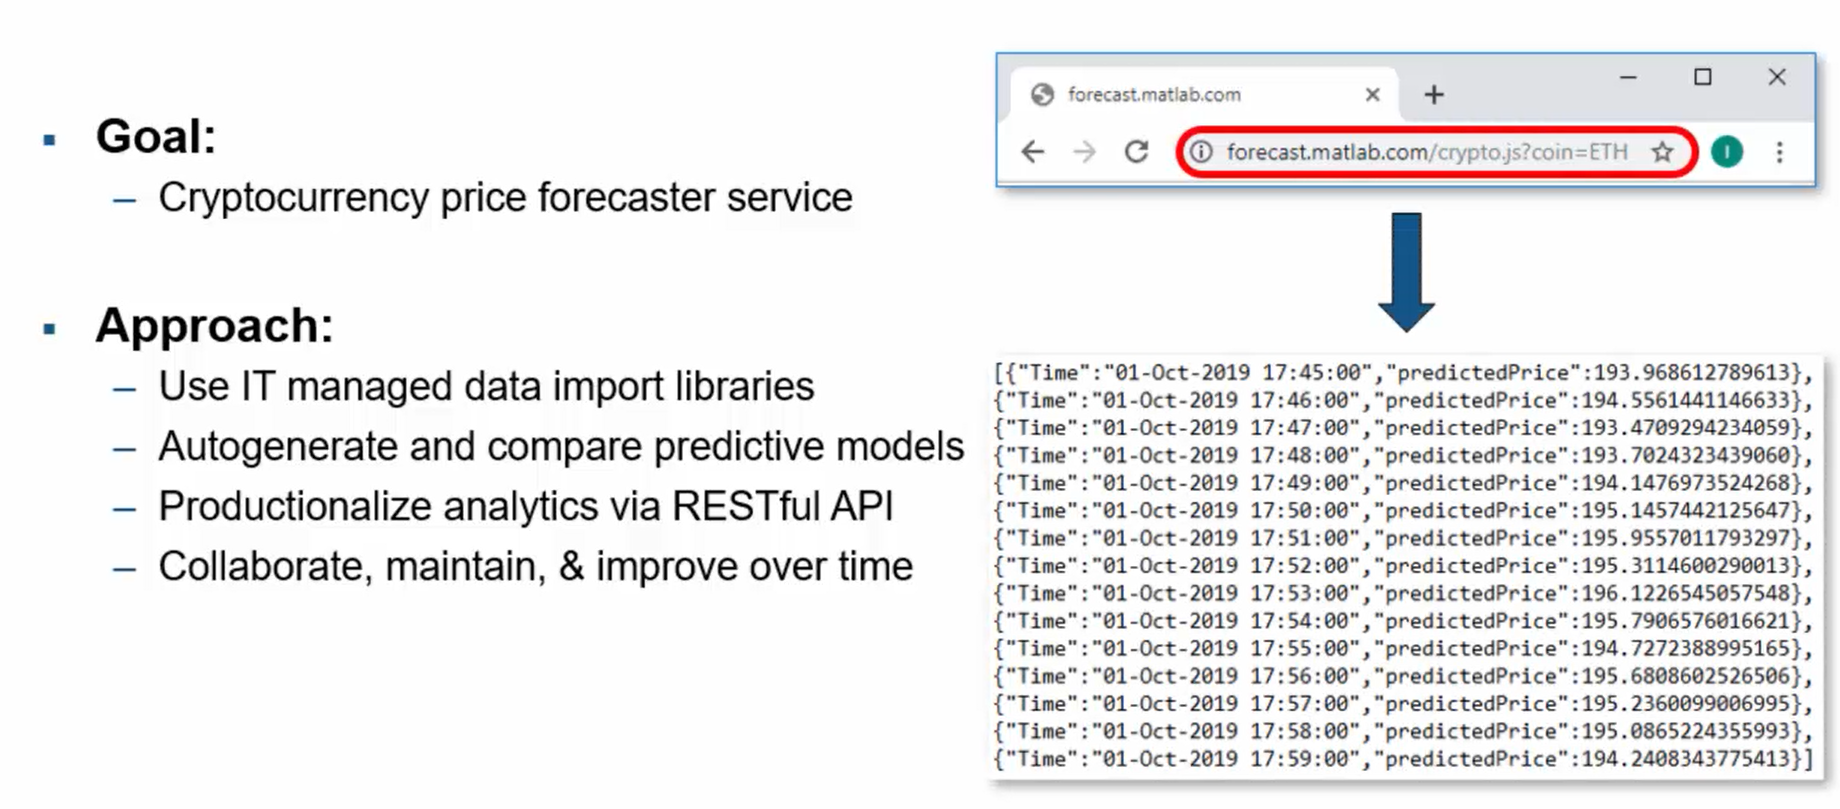 Goal:
– Cryptocurrency price forecaster service
Approach:
– Use IT managed data import libraries
– Autogenerate and compare predictive models
– Productionalize analytics via RESTful API
– Collaborate, maintain, & improve over time
forecast.matlab.com
forecast.matlab.com/crypto.js?coin=ETH
I
[{"Time":"01-Oct-2019 17:45:00","predictedPrice":193.968612789613},
{"Time":"01-Oct-2019 17:46:00","predictedPrice":194.5561441146633},
{"Time":"01-Oct-2019 17:47:00","predictedPrice":193.4709294234059},
{"Time":"01-Oct-2019 17:48:00","predictedPrice":193.7024323439060},
{"Time":"01-Oct-2019 17:49:00","predictedPrice":194.1476973524268},
{"Time":"01-Oct-2019 17:50:00","predictedPrice":195.1457442125647},
{"Time":"01-Oct-2019 17:51:00","predictedPrice":195.9557011793297},
{"Time":"01-Oct-2019 17:52:00","predictedPrice":195.3114600290013},
{"Time":"01-Oct-2019 17:53:00","predictedPrice":196.1226545057548},
{"Time":"01-Oct-2019 17:54:00","predictedPrice":195.7906576016621},
{"Time":"01-Oct-2019 17:55:00","predictedPrice":194.7272388995165},
{"Time":"01-Oct-2019 17:56:00","predictedPrice":195.6808602526506},
{"Time":"01-Oct-2019 17:57:00","predictedPrice":195.2360099006995},
{"Time":"01-Oct-2019 17:58:00","predictedPrice":195.0865224355993},
{"Time":"01-Oct-2019 17:59:00","predictedPrice":194.2408343775413}]